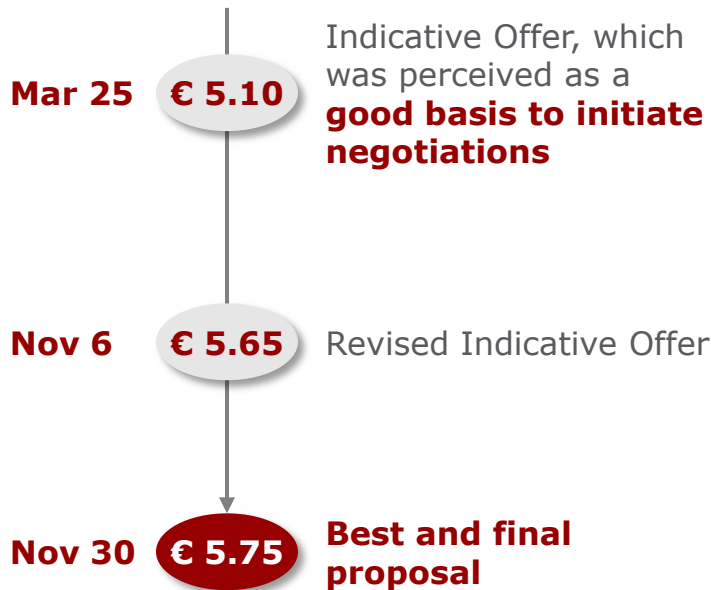 Mar 25
€ 5.10
Indicative Offer, which
was perceived as a
good basis to initiate
negotiations
Nov 6
€ 5.65
Revised Indicative Offer
Nov 30
€ 5.75
Best and final
proposal